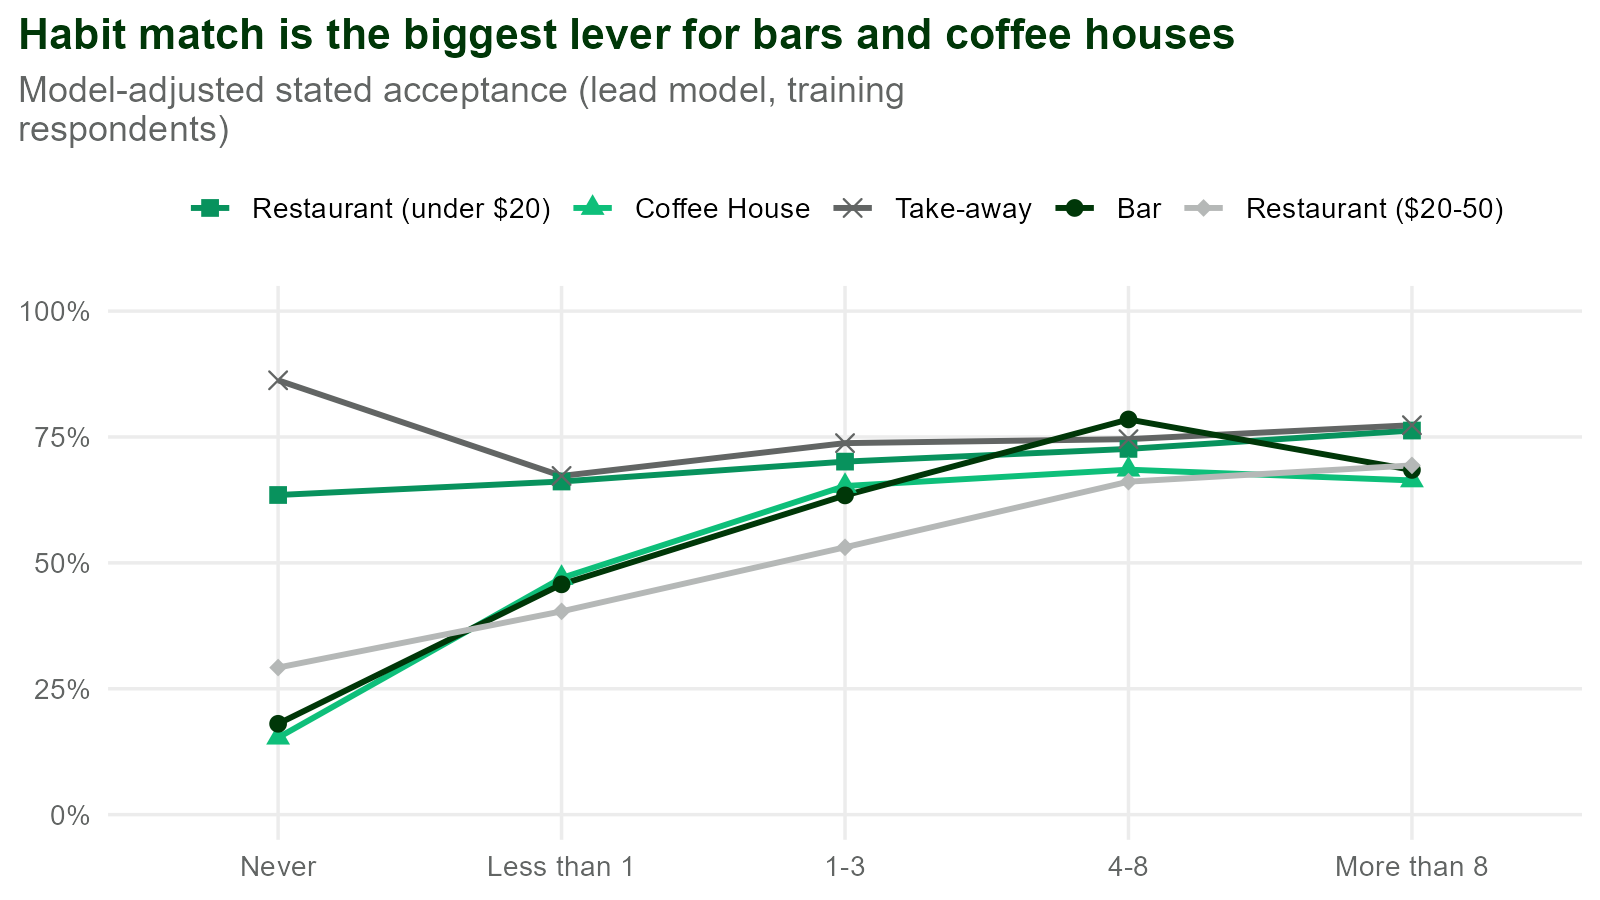 Habit match is the biggest lever for bars and coffee houses
Model-adjusted stated acceptance (lead model, training
respondents)
Restaurant (under $20) Coffee House Take-away Bar Restaurant ($20-50)
100%
75%
50%
25%
0%
Never Less than 1 1-3 4-8 More than 8